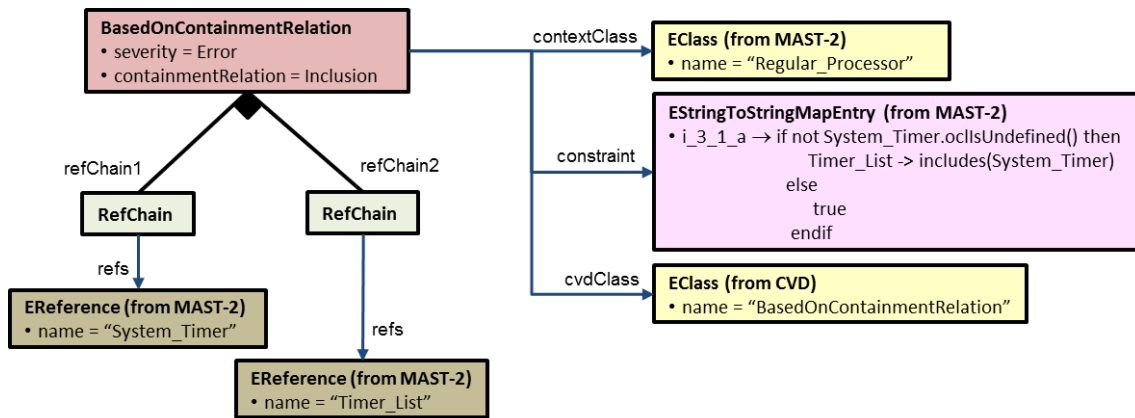 BasedOnContainmentRelation
• severity = Error
• containmentRelation = Inclusion
contextClass
EClass (from MAST-2)
• name = “Regular_Processor”
EStringToStringMapEntry (from MAST-2)
• i_3_1_a → if not System_Timer.oclIsUndefined() then
Timer_List -> includes(System_Timer)
else
true
endif
constraint
refChain1
refChain2
RefChain
RefChain
cvdClass
EClass (from CVD)
• name = “BasedOnContainmentRelation”
refs
EReference (from MAST-2)
• name = “System_Timer”
refs
EReference (from MAST-2)
• name = “Timer_List”